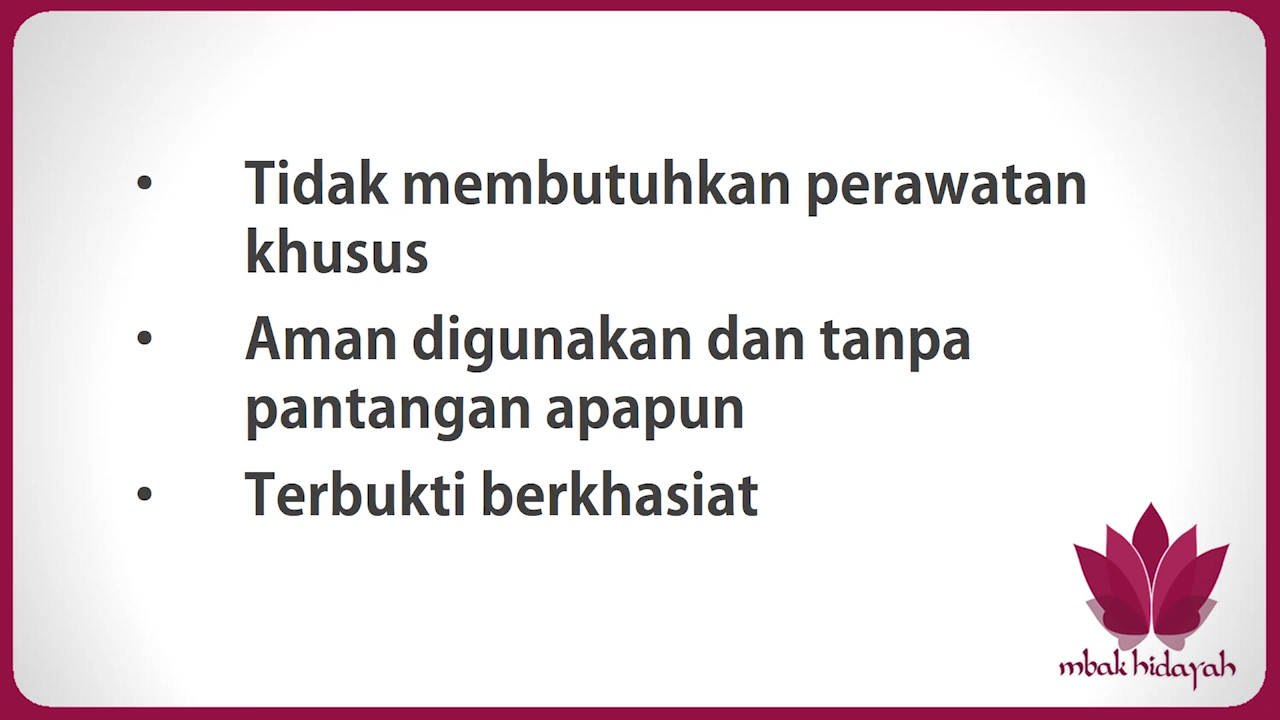 • Tidak membutuhkan perawatan
khusus
• Aman digunakan dan tanpa
pantangan apapun
• Terbukti berkhasiat
mbak hidayah